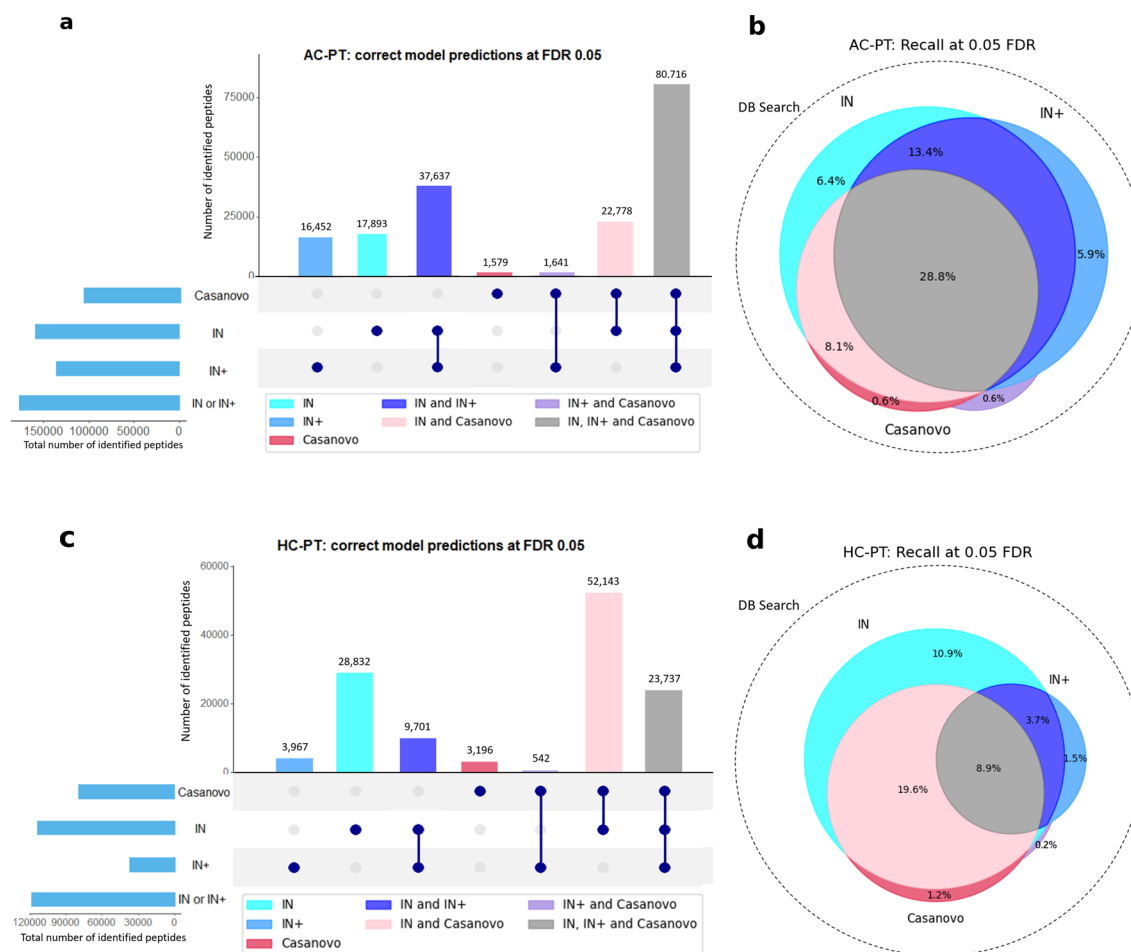 a
AC-PT: correct model predictions at FDR 0.05
Number of identified peptides
75000
50000
25000
0
16,452
17,893
37,637
1,579
1,641
22,778
80.716
Casanovo
IN
IN+
IN or IN+
150000 100000 50000 0
Total number of identified peptides
IN
IN+
Casanovo
IN and IN+
IN and Casanovo
IN+ and Casanovo
IN, IN+ and Casanovo
b
AC-PT: Recall at 0.05 FDR
DB Search
IN
IN+
13.4%
6.4%
5.9%
28.8%
8.1%
0.6%
0.6%
Casanovo
c
HC-PT: correct model predictions at FDR 0.05
Number of identified peptides
60000
40000
20000
0
3,967
28,832
9,701
3,196
542
52,143
23,737
Casanovo
IN
IN+
IN or IN+
120000 90000 60000 30000 0
Total number of identified peptides
IN
IN+
Casanovo
IN and IN+
IN and Casanovo
IN+ and Casanovo
IN, IN+ and Casanovo
d
HC-PT: Recall at 0.05 FDR
DB Search
IN
10.9%
IN+
3.7%
1.5%
8.9%
19.6%
0.2%
1.2%
Casanovo